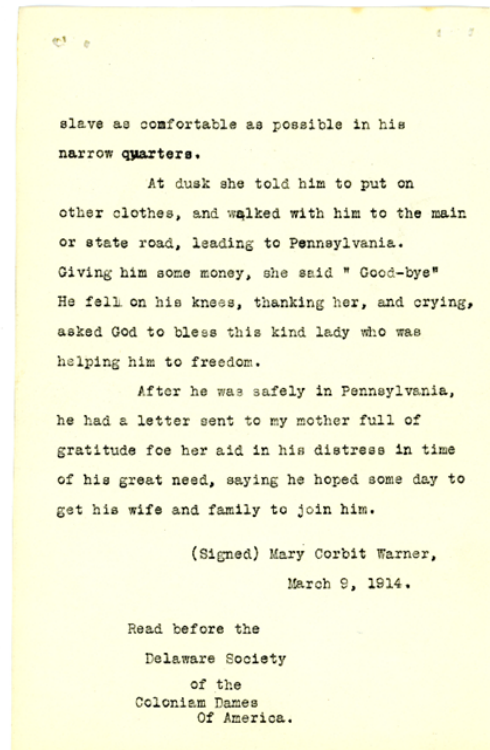 slave as comfortable as possible in his
narrow quarters.
At dusk she told him to put on
other clothes, and walked with him to the main
or state road, leading to Pennsylvania.
Giving him some money, she said " Good-bye"
He fell on his knees, thanking her, and crying,
asked God to bless this kind lady who was
helping him to freedom.
After he was safely in Pennsylvania,
he had a letter sent to my mother full of
gratitude foe her aid in his distress in time
of his great need, saying he hoped some day to
get his wife and family to join him.
(Signed) Mary Corbit Warner,
March 9, 1914.
Read before the
Delaware Society
of the
Coloniam Dames
Of America.